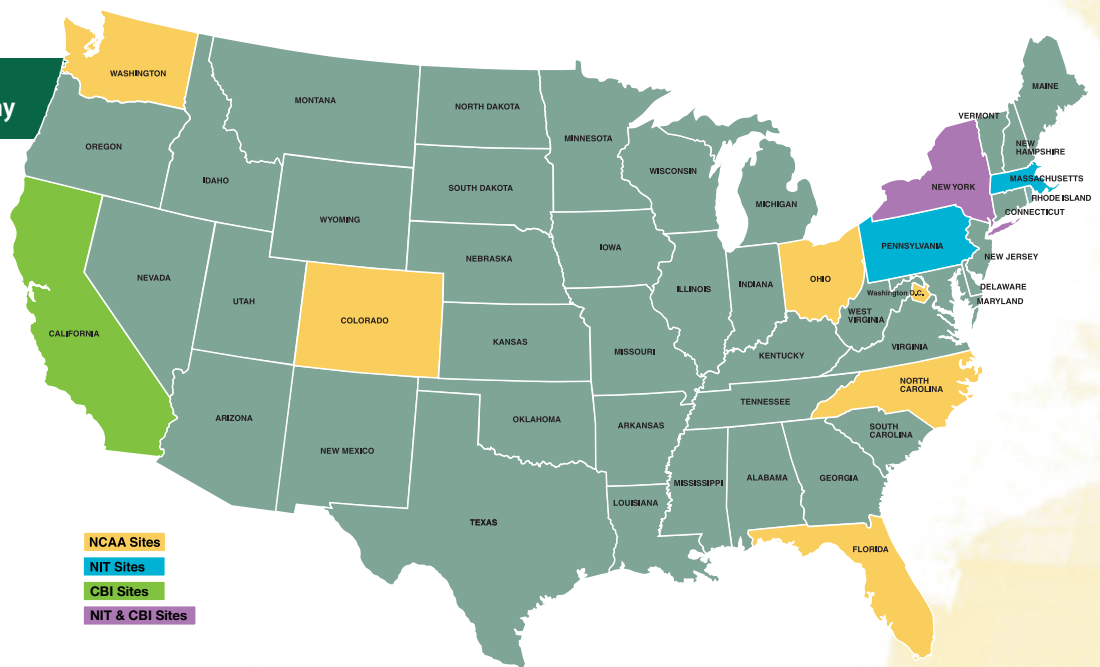 WASHINGTON
ay
MONTANA
NORTH DAKOTA
MINNESOTA
MAINE
VERMONT
NEW
HAMPSHIRE
OREGON
IDAHO
WISCONSIN
MASSACHUSETTS
SOUTH DAKOTA
NEW YORK
RHODE ISLAND
MICHIGAN
CONNECTICUT
WYOMING
IOWA
PENNSYLVANIA
NEBRASKA
NEW JERSEY
NEVADA
OHIO
ILLINOIS
INDIANA
DELAWARE
Washington D.C.
UTAH
MARYLAND
WEST
VIRGINIA
COLORADO
CALIFORNIA
KANSAS
VIRGINIA
MISSOURI
KENTUCKY
NORTH
CAROLINA
TENNESSEE
ARIZONA
OKLAHOMA
ARKANSAS
SOUTH
CAROLINA
NEW MEXICO
MISSISSIPPI
ALABAMA
GEORGIA
LOUISIANA
TEXAS
FLORIDA
NCAA Sites
NIT Sites
CBI Sites
NIT & CBI Sites